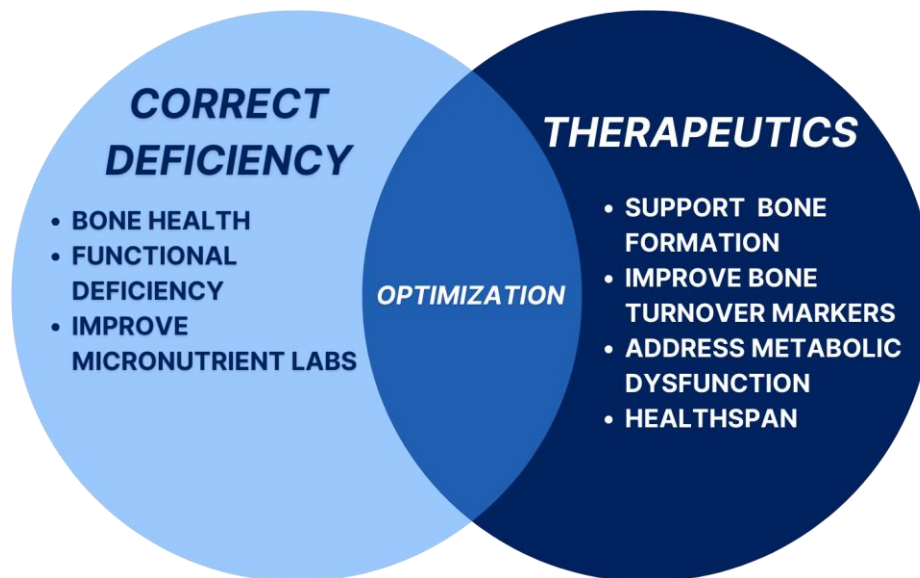 CORRECT
DEFICIENCY
• BONE HEALTH
• FUNCTIONAL
DEFICIENCY
• IMPROVE
MICRONUTRIENT LABS
OPTIMIZATION
THERAPEUTICS
• SUPPORT BONE
FORMATION
• IMPROVE BONE
TURNOVER MARKERS
• ADDRESS METABOLIC
DYSFUNCTION
• HEALTHSPAN